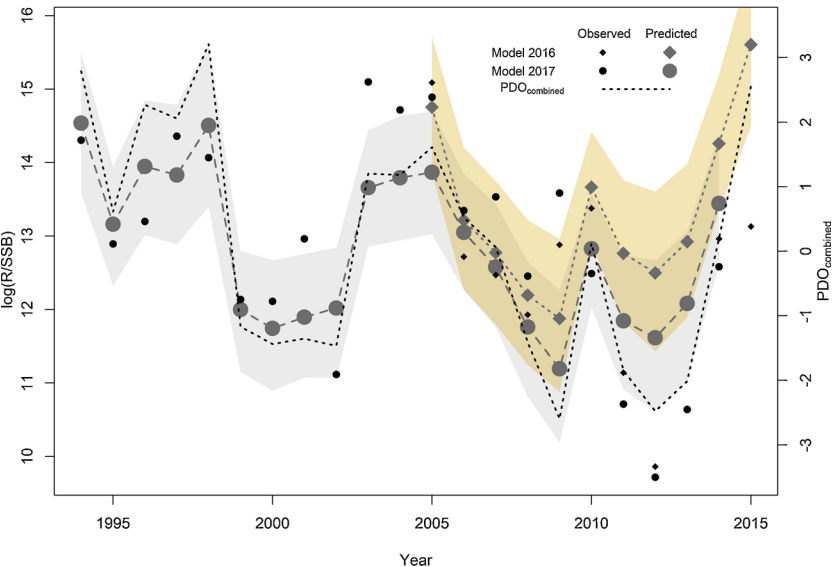 Observed Predicted
Model 2016
Model 2017
PDOcombined
16
15
14
13
12
11
10
log(R/SSB)
3
2
1
0
-1
-2
-3
PDOcombined
1995 2000 2005 2010 2015
Year